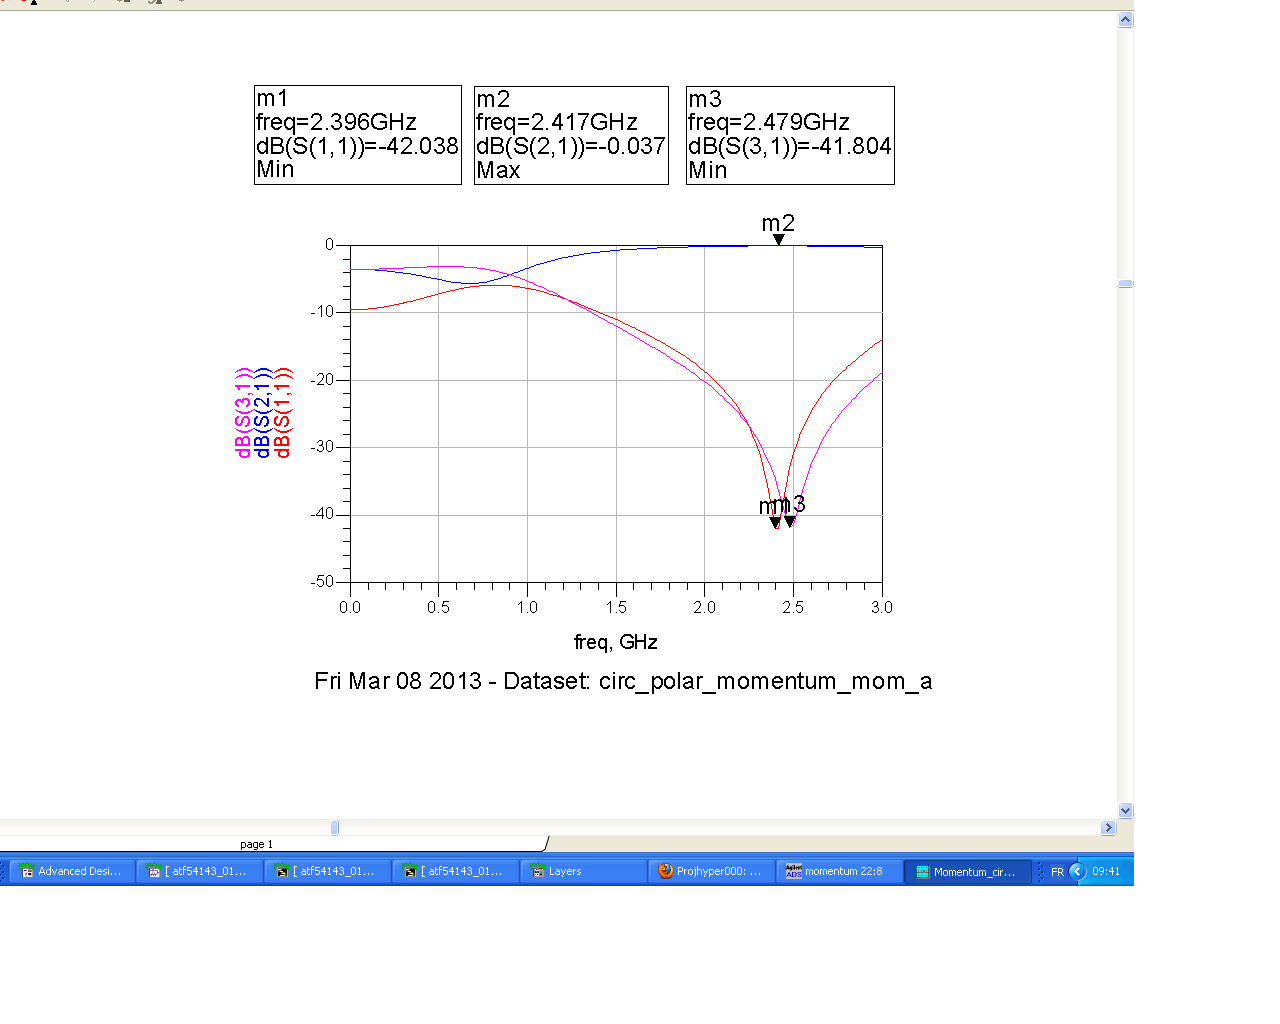 m1
freq=2.396GHz
dB(S(1,1))=-42.038
Min
m2
freq=2.417GHz
dB(S(2,1))=-0.037
Max
m3
freq=2.479GHz
dB(S(3,1))=-41.804
Min
m2
0
-10
-20
-30
-40
-50
dB(S(3,1))
dB(S(2,1))
dB(S(1,1))
m3
0.0
0.5
1.0
1.5
2.0
2.5
3.0
freq, GHz
Fri Mar 08 2013 - Dataset: circ_polar_momentum_mom_a
page 1
Advanced Desi...
[ atf54143_01...
[ atf54143_01...
[ atf54143_01...
Layers
Projhyper000: ...
Agilent ADS
momentum 22:8
Momentum_cir...
FR
09:41